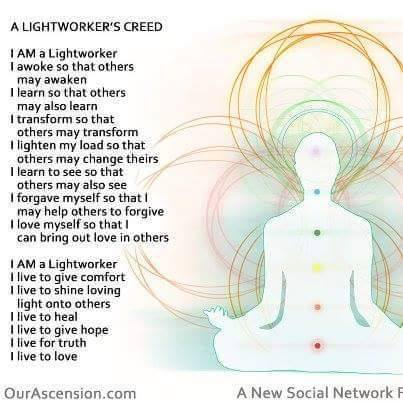 A LIGHTWORKER'S CREED
I AM a Lightworker
I awoke so that others
may awaken
I learn so that others
may also learn
I transform so that
others may transform
I lighten my load so that
others may change theirs
I learn to see so that
others may also see
I forgave myself so that I
may help others to forgive
I love myself so that I
can bring out love in others
I AM a Lightworker
I live to give comfort
I live to shine loving
light onto others
I live to heal
I live to give hope
I live for truth
I live to love
OurAscension.com
A New Social Network F